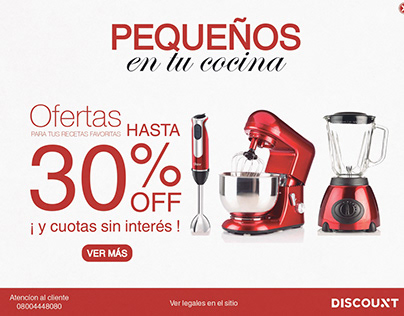 PEQUEÑOS
en tu cocina
Ofertas
PARA TUS RECETAS FAVORITAS
HASTA
30%
OFF
¡ y cuotas sin interés !
VER MÁS
Atencion al cliente
08004448080
Ver legales en el sitio
DISCOUNT